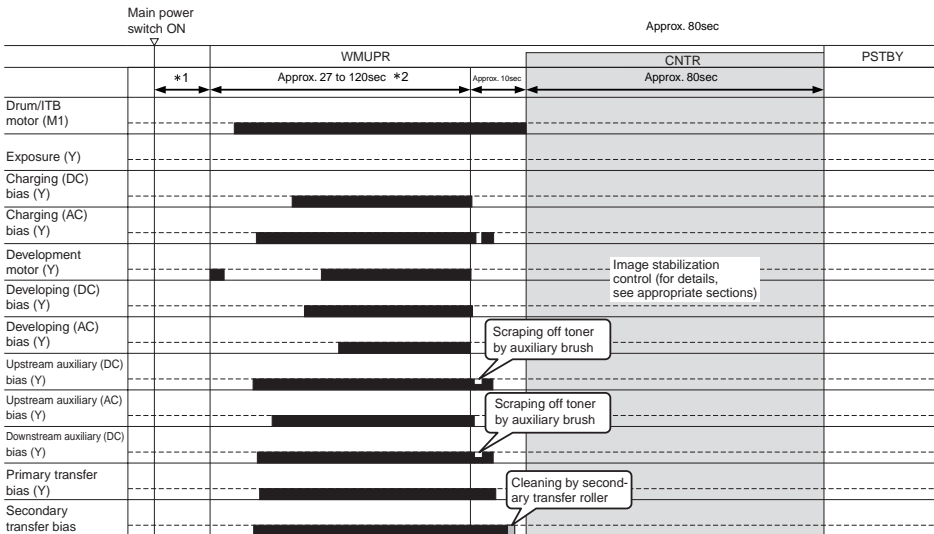 Main power
switch ON
Approx. 80sec
WMUPR
CNTR
PSTBY
*1
Approx. 27 to 120sec *2
Approx. 10sec
Approx. 80sec
Drum/ITB
motor (M1)
Exposure (Y)
Charging (DC)
bias (Y)
Charging (AC)
bias (Y)
Development
motor (Y)
Image stabilization
control (for details,
see appropriate sections)
Developing (DC)
bias (Y)
Developing (AC)
bias (Y)
Scraping off toner
by auxiliary brush
Upstream auxiliary (DC)
bias (Y)
Upstream auxiliary (AC)
bias (Y)
Scraping off toner
by auxiliary brush
Downstream auxiliary (DC)
bias (Y)
Primary transfer
bias (Y)
Cleaning by second-
ary transfer roller
Secondary
transfer bias